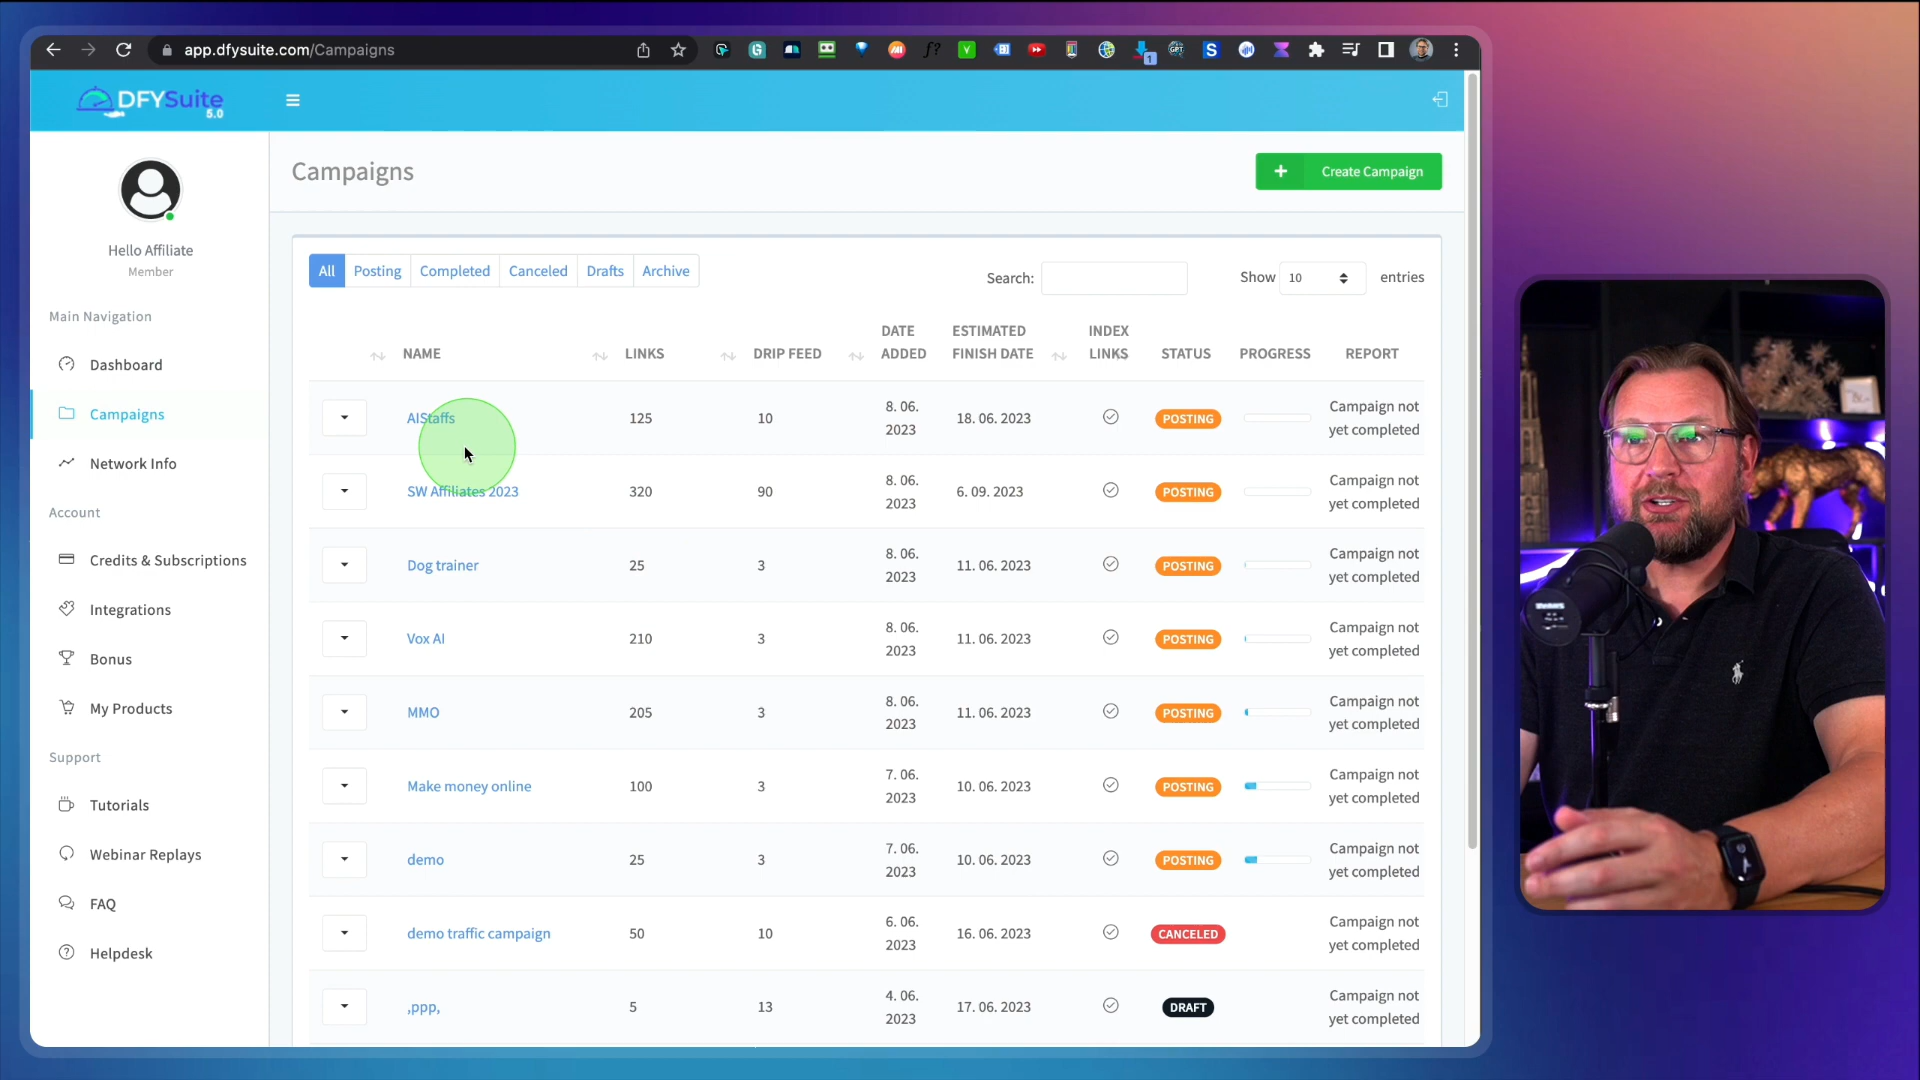 app.dfysuite.com/Campaigns
DFYSuite
5.0
Hello Affiliate
Member
Main Navigation
Dashboard
Campaigns
Network Info
Account
Credits & Subscriptions
Integrations
Bonus
My Products
Support
Tutorials
Webinar Replays
FAQ
Helpdesk
Campaigns
+ Create Campaign
All Posting Completed Canceled Drafts Archive
Search: Show 10 entries
NAME LINKS DRIP FEED DATE ADDED ESTIMATED FINISH DATE INDEX LINKS STATUS PROGRESS REPORT
AIStaffs 125 10 8. 06. 2023 18. 06. 2023 POSTING Campaign not yet completed
SW Affiliates 2023 320 90 8. 06. 2023 6. 09. 2023 POSTING Campaign not yet completed
Dog trainer 25 3 8. 06. 2023 11. 06. 2023 POSTING Campaign not yet completed
Vox AI 210 3 8. 06. 2023 11. 06. 2023 POSTING Campaign not yet completed
MMO 205 3 8. 06. 2023 11. 06. 2023 POSTING Campaign not yet completed
Make money online 100 3 7. 06. 2023 10. 06. 2023 POSTING Campaign not yet completed
demo 25 3 7. 06. 2023 10. 06. 2023 POSTING Campaign not yet completed
demo traffic campaign 50 10 6. 06. 2023 16. 06. 2023 CANCELED Campaign not yet completed
,ppp, 5 13 4. 06. 2023 17. 06. 2023 DRAFT Campaign not yet completed